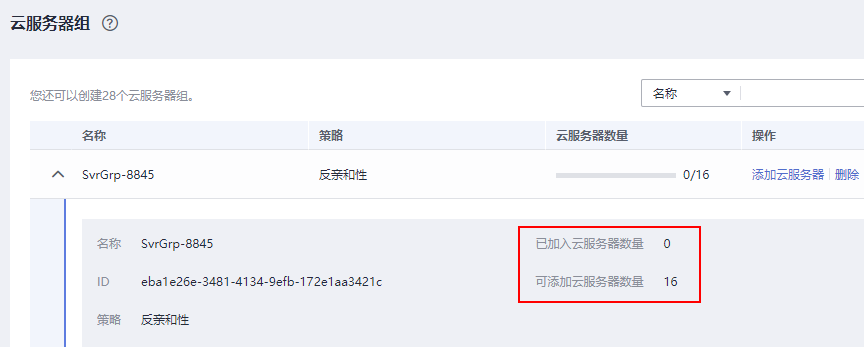 云服务器组 ?
您还可以创建28个云服务器组。
名称
名称 策略 云服务器数量 操作
SvrGrp-8845 反亲和性 0/16 添加云服务器 | 删除
名称 SvrGrp-8845 已加入云服务器数量 0
ID eba1e26e-3481-4134-9efb-172e1aa3421c 可添加云服务器数量 16
策略 反亲和性